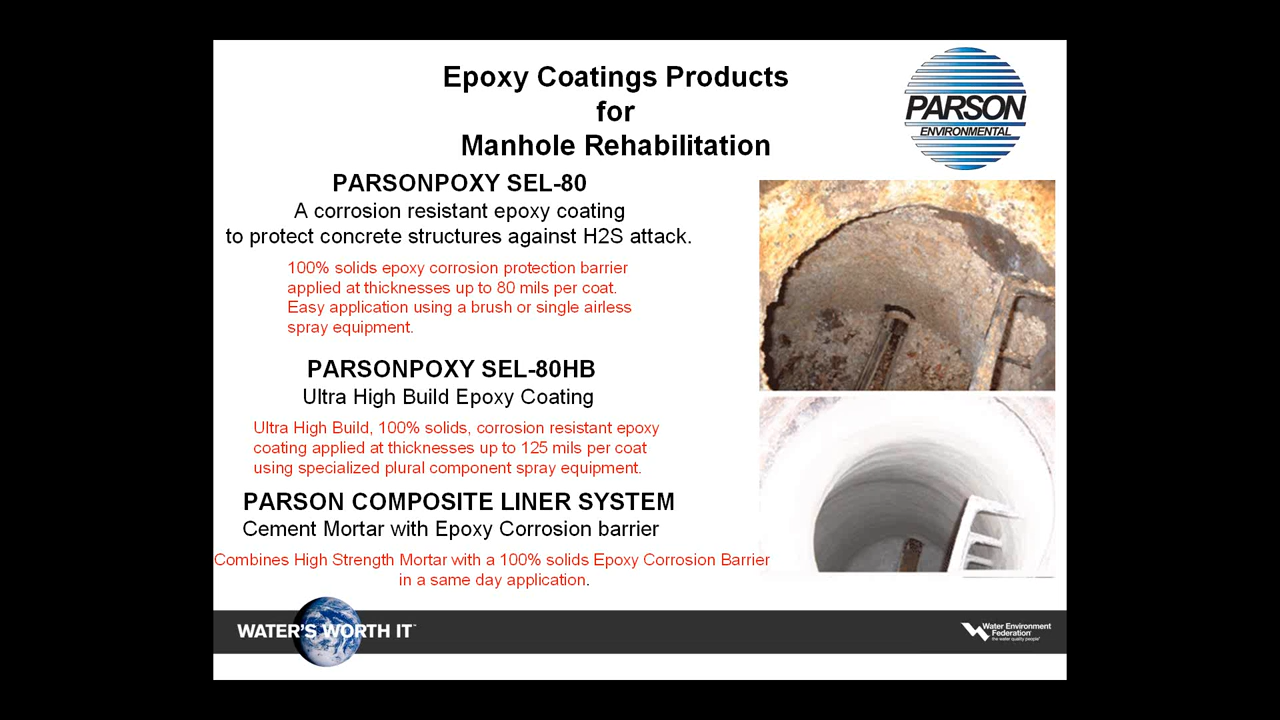 Epoxy Coatings Products
for
Manhole Rehabilitation
PARSON
ENVIRONMENTAL
PARSONPOXY SEL-80
A corrosion resistant epoxy coating
to protect concrete structures against H2S attack.
100% solids epoxy corrosion protection barrier
applied at thicknesses up to 80 mils per coat.
Easy application using a brush or single airless
spray equipment.
PARSONPOXY SEL-80HB
Ultra High Build Epoxy Coating
Ultra High Build, 100% solids, corrosion resistant epoxy
coating applied at thicknesses up to 125 mils per coat
using specialized plural component spray equipment.
PARSON COMPOSITE LINER SYSTEM
Cement Mortar with Epoxy Corrosion barrier
Combines High Strength Mortar with a 100% solids Epoxy Corrosion Barrier
in a same day application.
WATER'S WORTH IT™
Water Environment
Federation
the water quality people